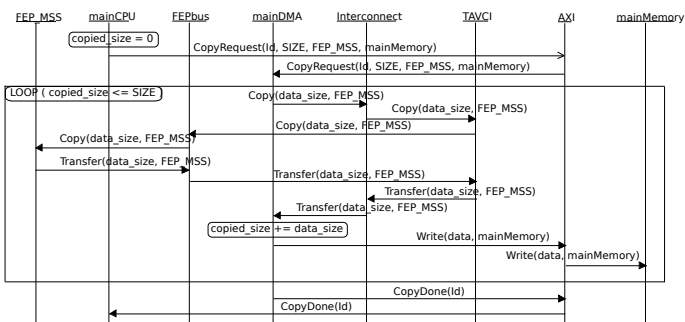 FEP_MSS mainCPU FEPbus mainDMA Interconnect TAVCI AXI mainMemory
copied_size = 0
CopyRequest(Id, SIZE, FEP_MSS, mainMemory)
CopyRequest(Id, SIZE, FEP_MSS, mainMemory)
LOOP ( copied_size <= SIZE )
Copy(data_size, FEP_MSS)
Copy(data_size, FEP_MSS)
Copy(data_size, FEP_MSS)
Copy(data_size, FEP_MSS)
Transfer(data_size, FEP_MSS)
Transfer(data_size, FEP_MSS)
Transfer(data_size, FEP_MSS)
Transfer(data_size, FEP_MSS)
copied_size += data_size
Write(data, mainMemory)
Write(data, mainMemory)
CopyDone(Id)
CopyDone(Id)